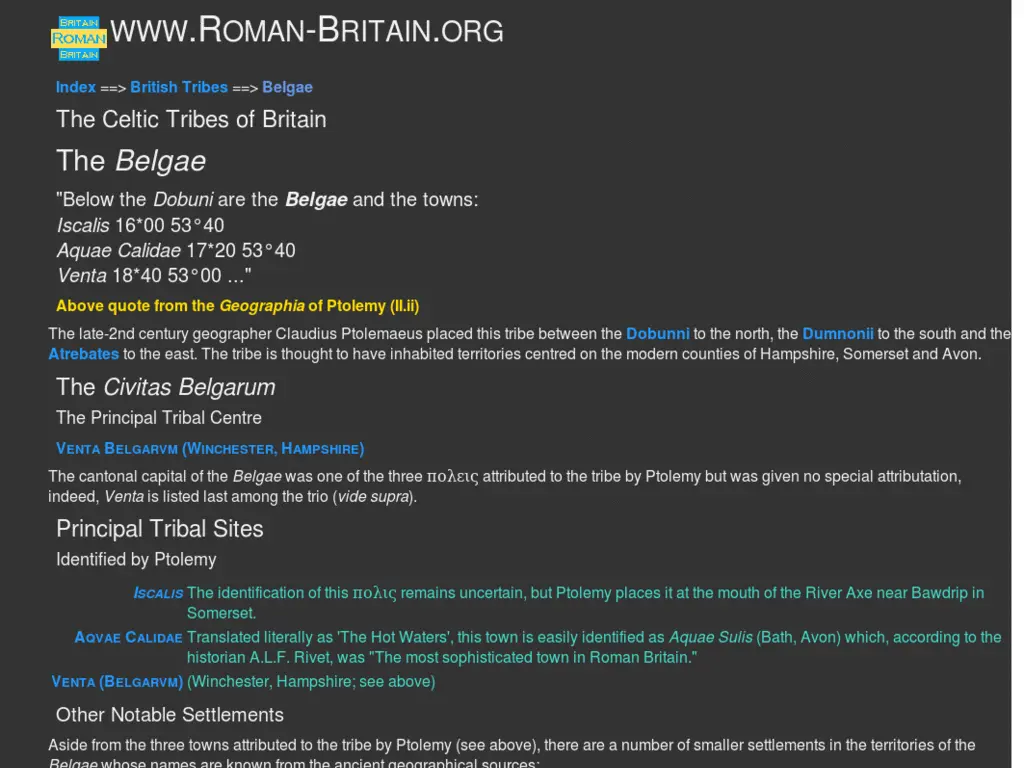 BRITAIN
ROMAN
BRITAIN
WWW.ROMAN-BRITAIN.ORG
Index ==> British Tribes ==> Belgae
The Celtic Tribes of Britain
The Belgae
"Below the Dobuni are the Belgae and the towns:
Iscalis 16*00 53°40
Aquae Calidae 17*20 53°40
Venta 18*40 53°00 ..."
Above quote from the Geographia of Ptolemy (II.ii)
The late-2nd century geographer Claudius Ptolemaeus placed this tribe between the Dobunni to the north, the Dumnonii to the south and the
Atrebates to the east. The tribe is thought to have inhabited territories centred on the modern counties of Hampshire, Somerset and Avon.
The Civitas Belgarum
The Principal Tribal Centre
VENTA BELGARVM (WINCHESTER, HAMPSHIRE)
The cantonal capital of the Belgae was one of the three πολεις attributed to the tribe by Ptolemy but was given no special attributation,
indeed, Venta is listed last among the trio (vide supra).
Principal Tribal Sites
Identified by Ptolemy
ISCALIS The identification of this πολις remains uncertain, but Ptolemy places it at the mouth of the River Axe near Bawdrip in
Somerset.
AQVAE CALIDAE Translated literally as 'The Hot Waters', this town is easily identified as Aquae Sulis (Bath, Avon) which, according to the
historian A.L.F. Rivet, was "The most sophisticated town in Roman Britain."
VENTA (BELGARVM) (Winchester, Hampshire; see above)
Other Notable Settlements
Aside from the three towns attributed to the tribe by Ptolemy (see above), there are a number of smaller settlements in the territories of the
Belgae whose names are known from the ancient geographical sources: